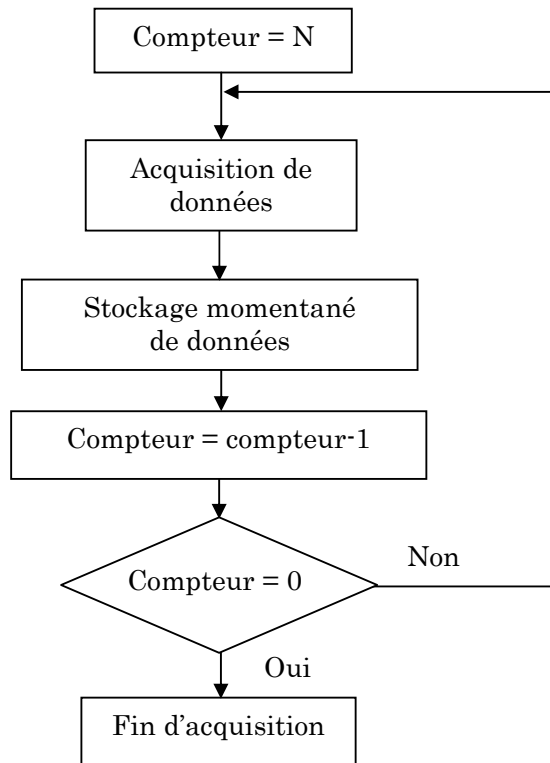 Compteur = N
Acquisition de
données
Stockage momentané
de données
Compteur = compteur-1
Compteur = 0
Non
Oui
Fin d’acquisition